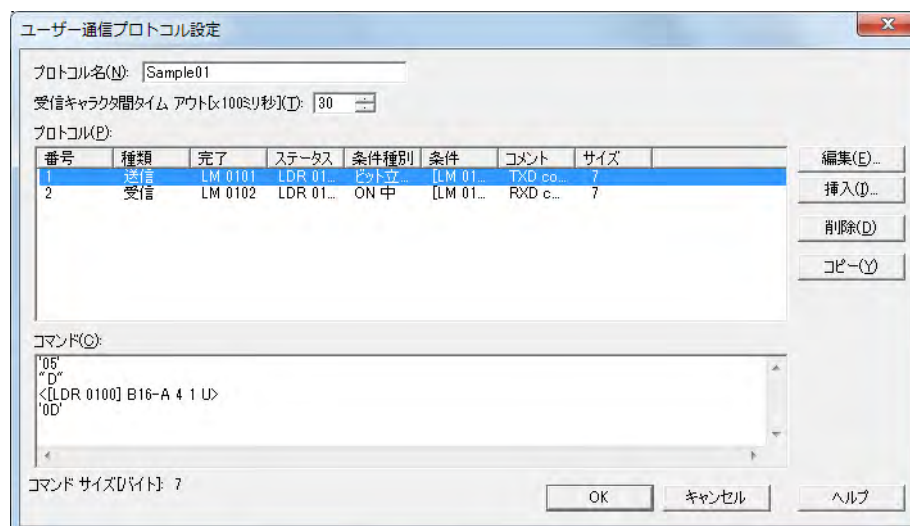 ユーザー通信プロトコル設定
プロトコル名(N): Sample01
受信キャラクタ間タイム アウト[x100ミリ秒](T): 30
プロトコル(P):
番号 種類 完了 ステータス 条件種別 条件 コメント サイズ
1 送信 LM 0101 LDR 01... ビット立... [LM 01... TXD co... 7
2 受信 LM 0102 LDR 01... ON 中 [LM 01... RXD c... 7
編集(E)...
挿入(I)...
削除(D)
コピー(Y)
コマンド(C):
'05'
"D"
<[LDR 0100] B16-A 4 1 U>
'0D'
コマンド サイズ[バイト]: 7
OK キャンセル ヘルプ